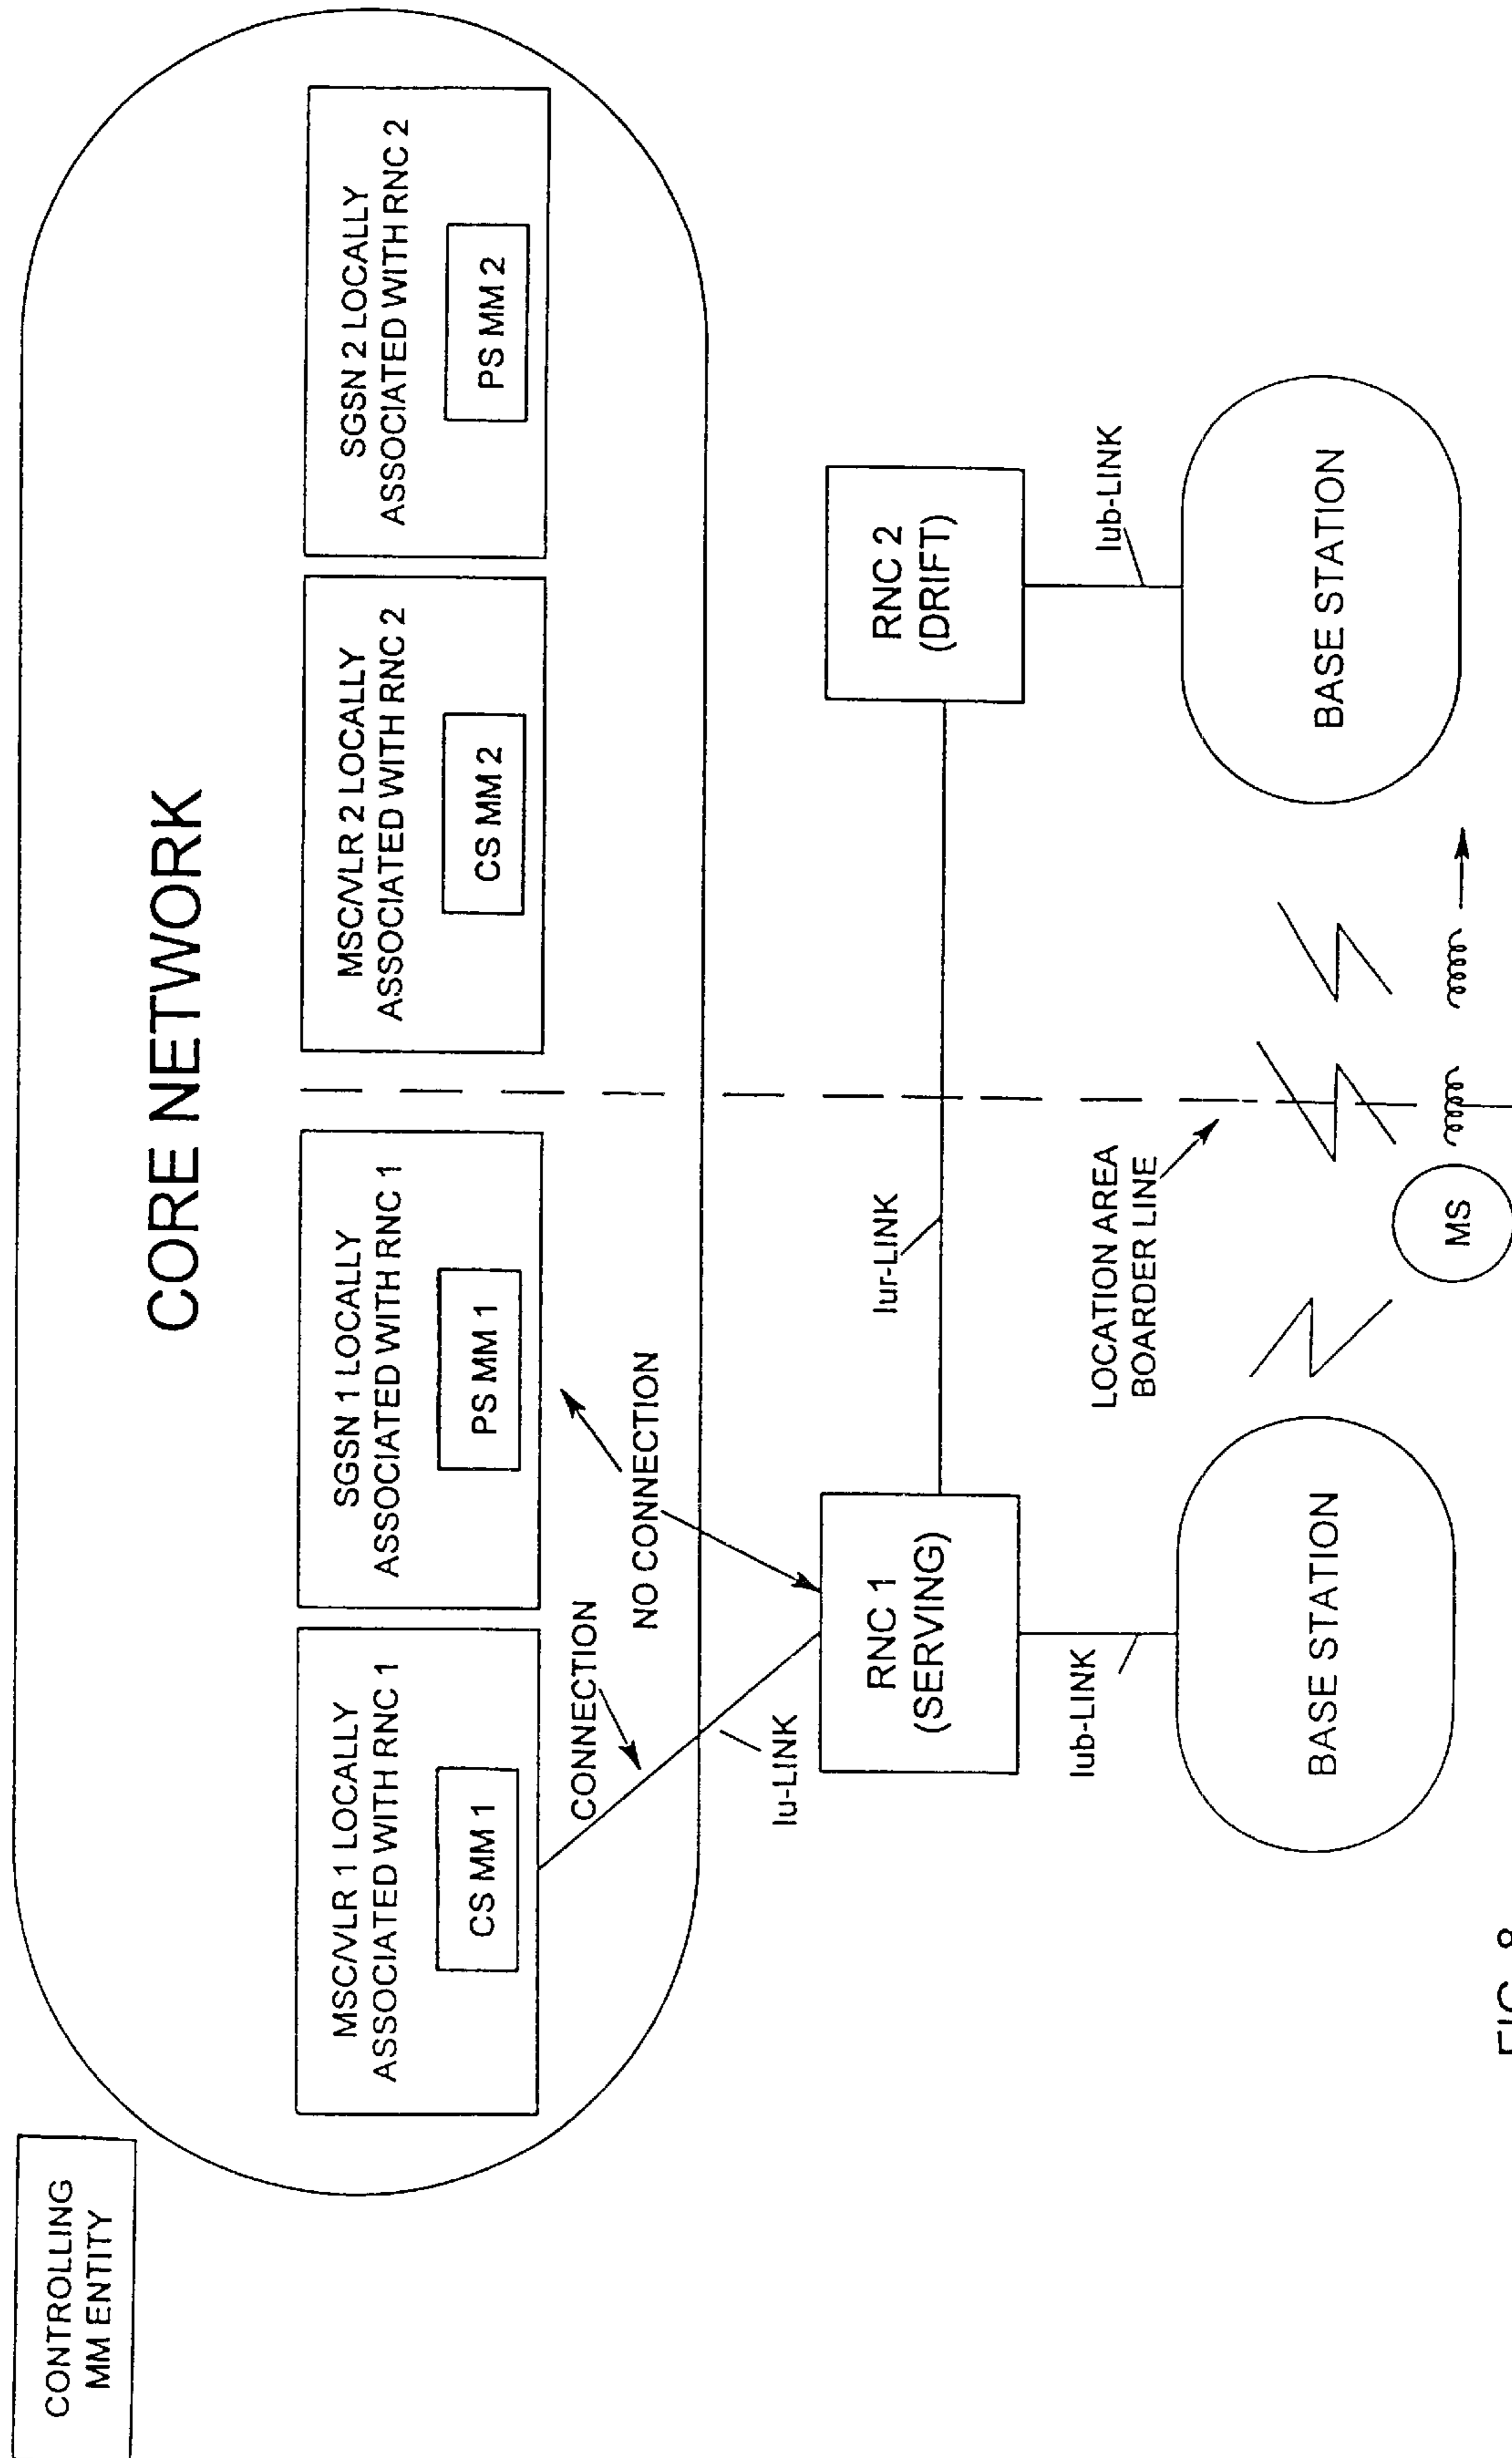 CONTROLLING
MM ENTITY
CORE NETWORK
MSC/VLR 1 LOCALLY
ASSOCIATED WITH RNC 1
CS MM 1
SGSN 1 LOCALLY
ASSOCIATED WITH RNC 1
PS MM 1
MSC/VLR 2 LOCALLY
ASSOCIATED WITH RNC 2
CS MM 2
SGSN 2 LOCALLY
ASSOCIATED WITH RNC 2
PS MM 2
CONNECTION
NO CONNECTION
Iu-LINK
RNC 1
(SERVING)
Iur-LINK
RNC 2
(DRIFT)
Iub-LINK
LOCATION AREA
BOARDER LINE
Iub-LINK
BASE STATION
MS
BASE STATION
FIG. 8